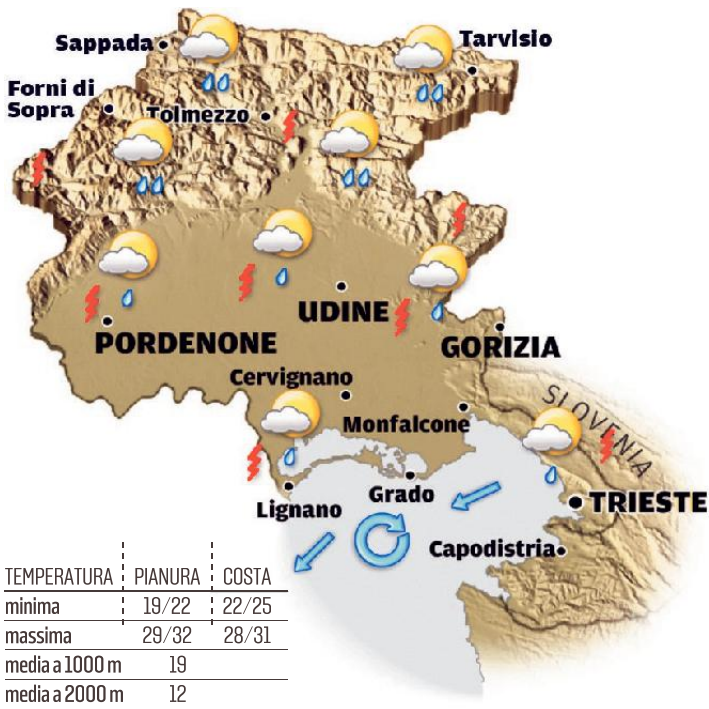 Sappada
Tarvisio
Forni di
Sopra
Tolmezzo
UDINE
PORDENONE
GORIZIA
Cervignano
SLOVENIA
Monfalcone
Grado
Lignano
TRIESTE
Capodistria
TEMPERATURA PIANURA COSTA
minima 19/22 22/25
massima 29/32 28/31
media a 1000 m 19
media a 2000 m 12